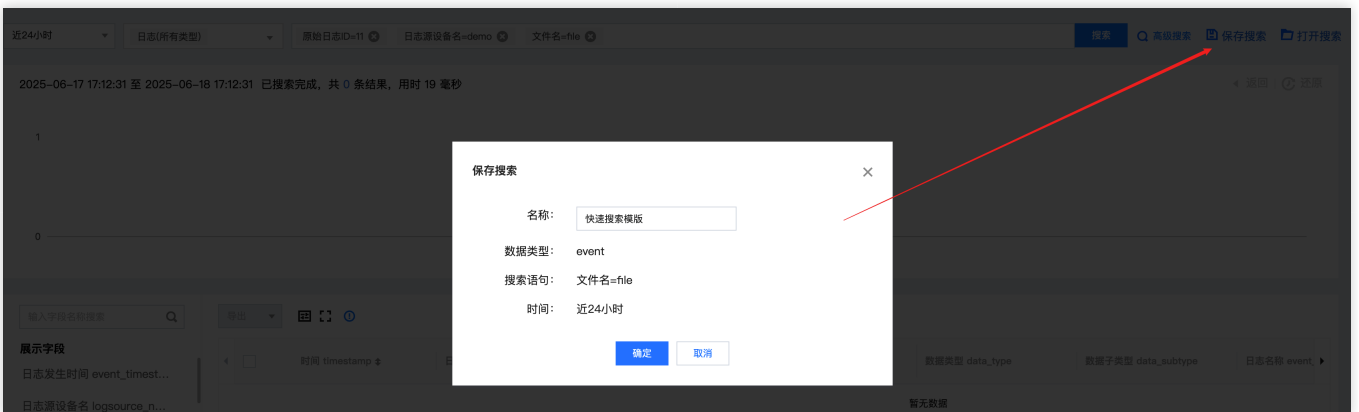 近24小时 日志(所有类型) 原始日志ID=11 日志源设备名=demo 文件名=file 搜索 高级搜索 保存搜索 打开搜索
2025-06-17 17:12:31 至 2025-06-18 17:12:31 已搜索完成，共 0 条结果，用时 19 毫秒 返回 还原
1
0
保存搜索
名称： 快速搜索模版
数据类型： event
搜索语句： 文件名=file
时间： 近24小时
确定 取消
输入字段名称搜索 导出
展示字段
时间 timestamp 数据类型 data_type 数据子类型 data_subtype 日志名称 event_
日志发生时间 event_timest...
日志源设备名 logsource_n...
暂无数据